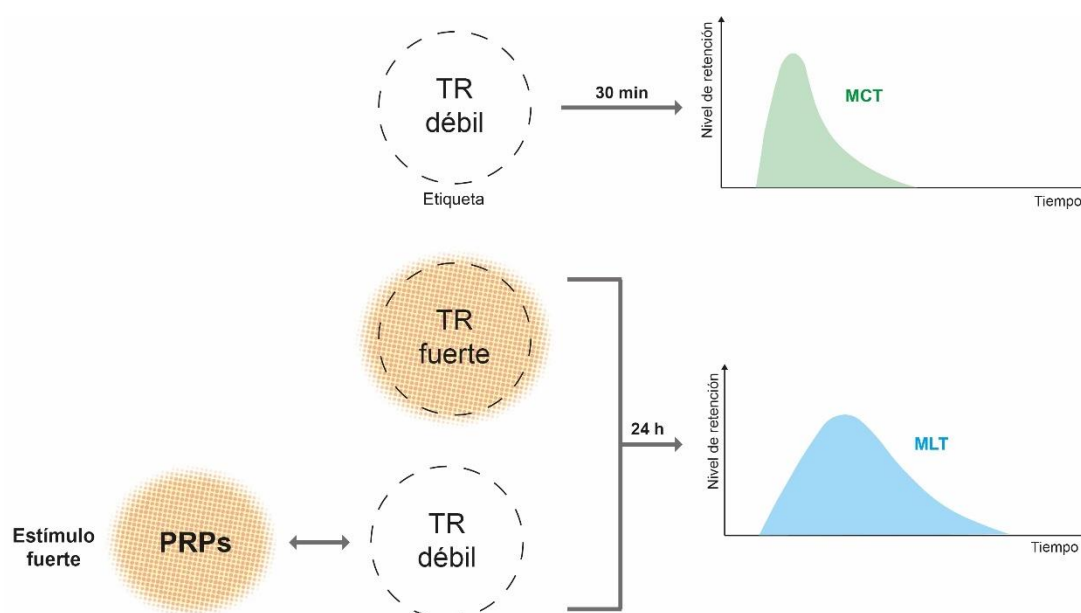 TR
débil
Etiqueta
30 min
Nivel de retención
MCT
Tiempo
TR
fuerte
24 h
Nivel de retención
MLT
Tiempo
Estímulo
fuerte
PRPs
TR
débil